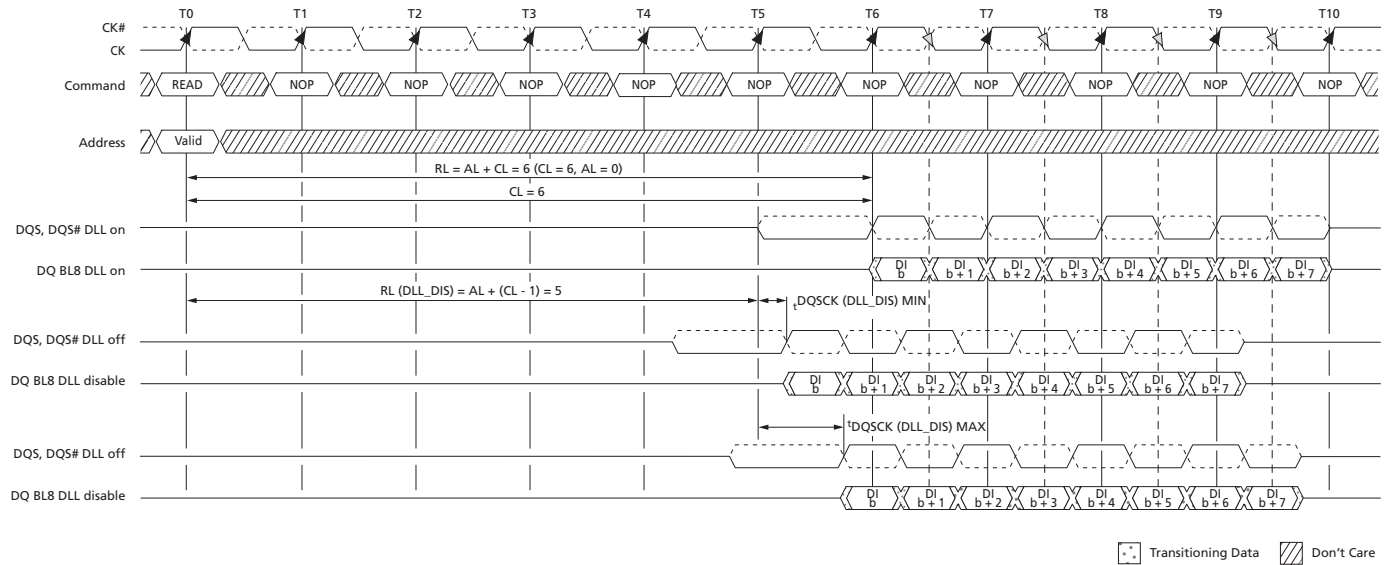 T0 T1 T2 T3 T4 T5 T6 T7 T8 T9 T10
CK#
CK
Command READ NOP NOP NOP NOP NOP NOP NOP NOP NOP NOP
Address Valid
RL = AL + CL = 6 (CL = 6, AL = 0)
CL = 6
DQS, DQS# DLL on
DQ BL8 DLL on DI b DI b + 1 DI b + 2 DI b + 3 DI b + 4 DI b + 5 DI b + 6 DI b + 7
RL (DLL_DIS) = AL + (CL - 1) = 5
tDQSCK (DLL_DIS) MIN
DQS, DQS# DLL off
DQ BL8 DLL disable DI b DI b + 1 DI b + 2 DI b + 3 DI b + 4 DI b + 5 DI b + 6 DI b + 7
tDQSCK (DLL_DIS) MAX
DQS, DQS# DLL off
DQ BL8 DLL disable DI b DI b + 1 DI b + 2 DI b + 3 DI b + 4 DI b + 5 DI b + 6 DI b + 7
Transitioning Data Don't Care